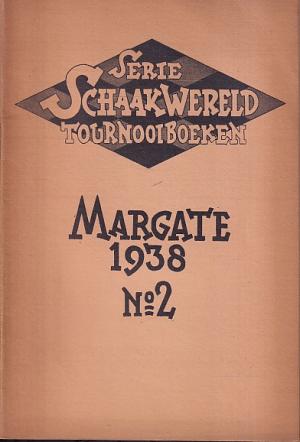 SERIE
SCHAAKWERELD
TOURNOOIBOEKEN
MARGATE
1938
No2